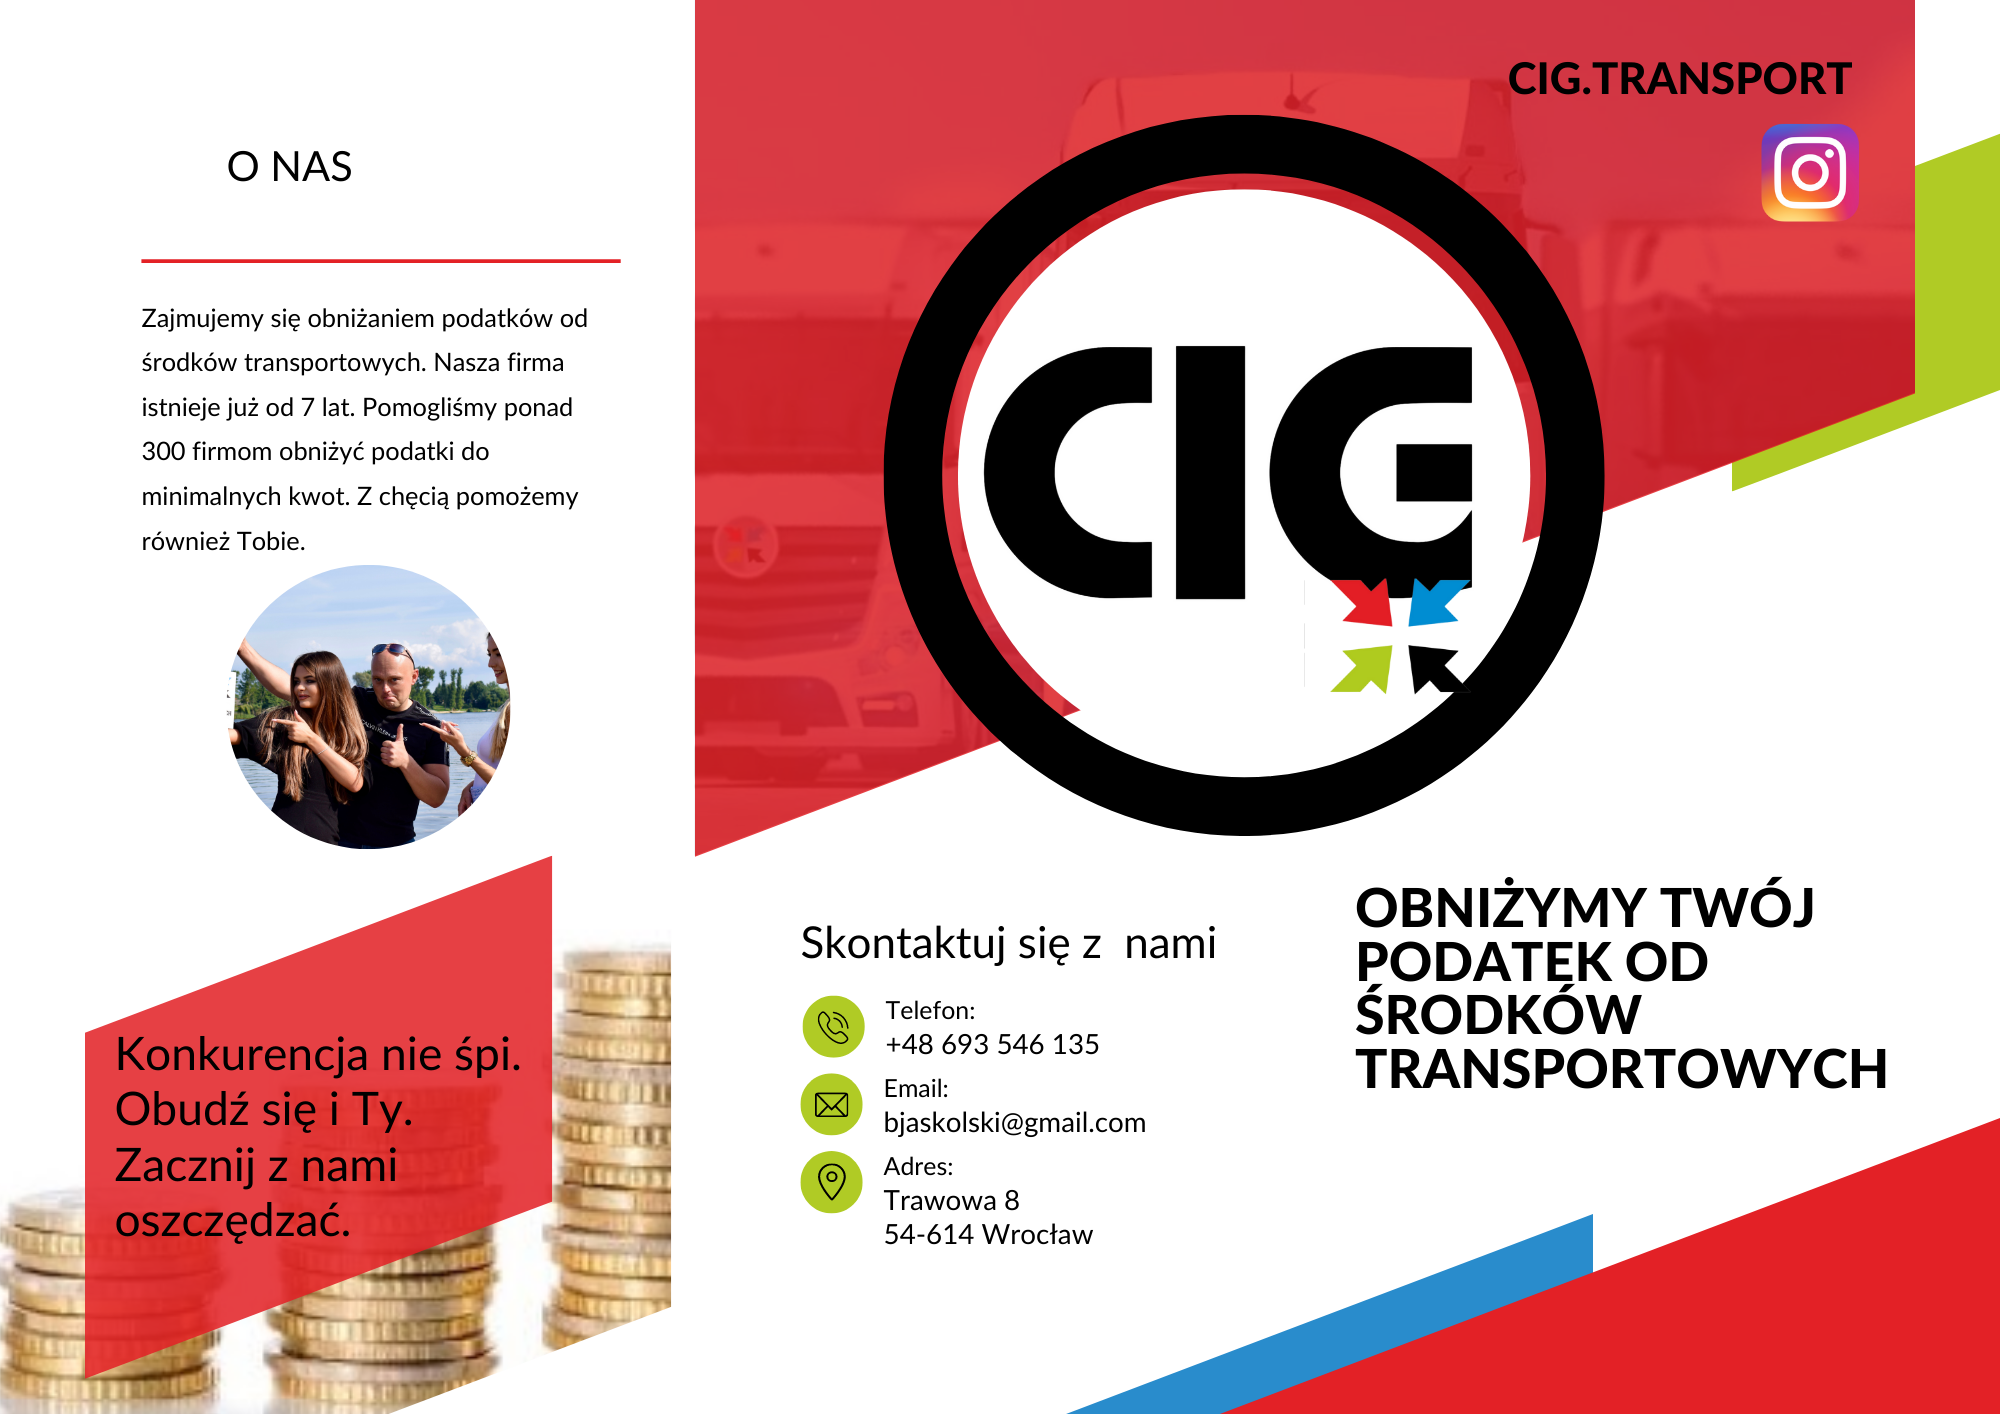 O NAS
Zajmujemy się obniżaniem podatków od
środków transportowych. Nasza firma
istnieje już od 7 lat. Pomogliśmy ponad
300 firmom obniżyć podatki do
minimalnych kwot. Z chęcią pomożemy
również Tobie.
Konkurencja nie śpi.
Obudź się i Ty.
Zacznij z nami
oszczędzać.
CIG.TRANSPORT
CIG
Skontaktuj się z  nami
Telefon:
+48 693 546 135
Email:
bjaskolski@gmail.com
Adres:
Trawowa 8
54-614 Wrocław
OBNIŻYMY TWÓJ
PODATEK OD
ŚRODKÓW
TRANSPORTOWYCH